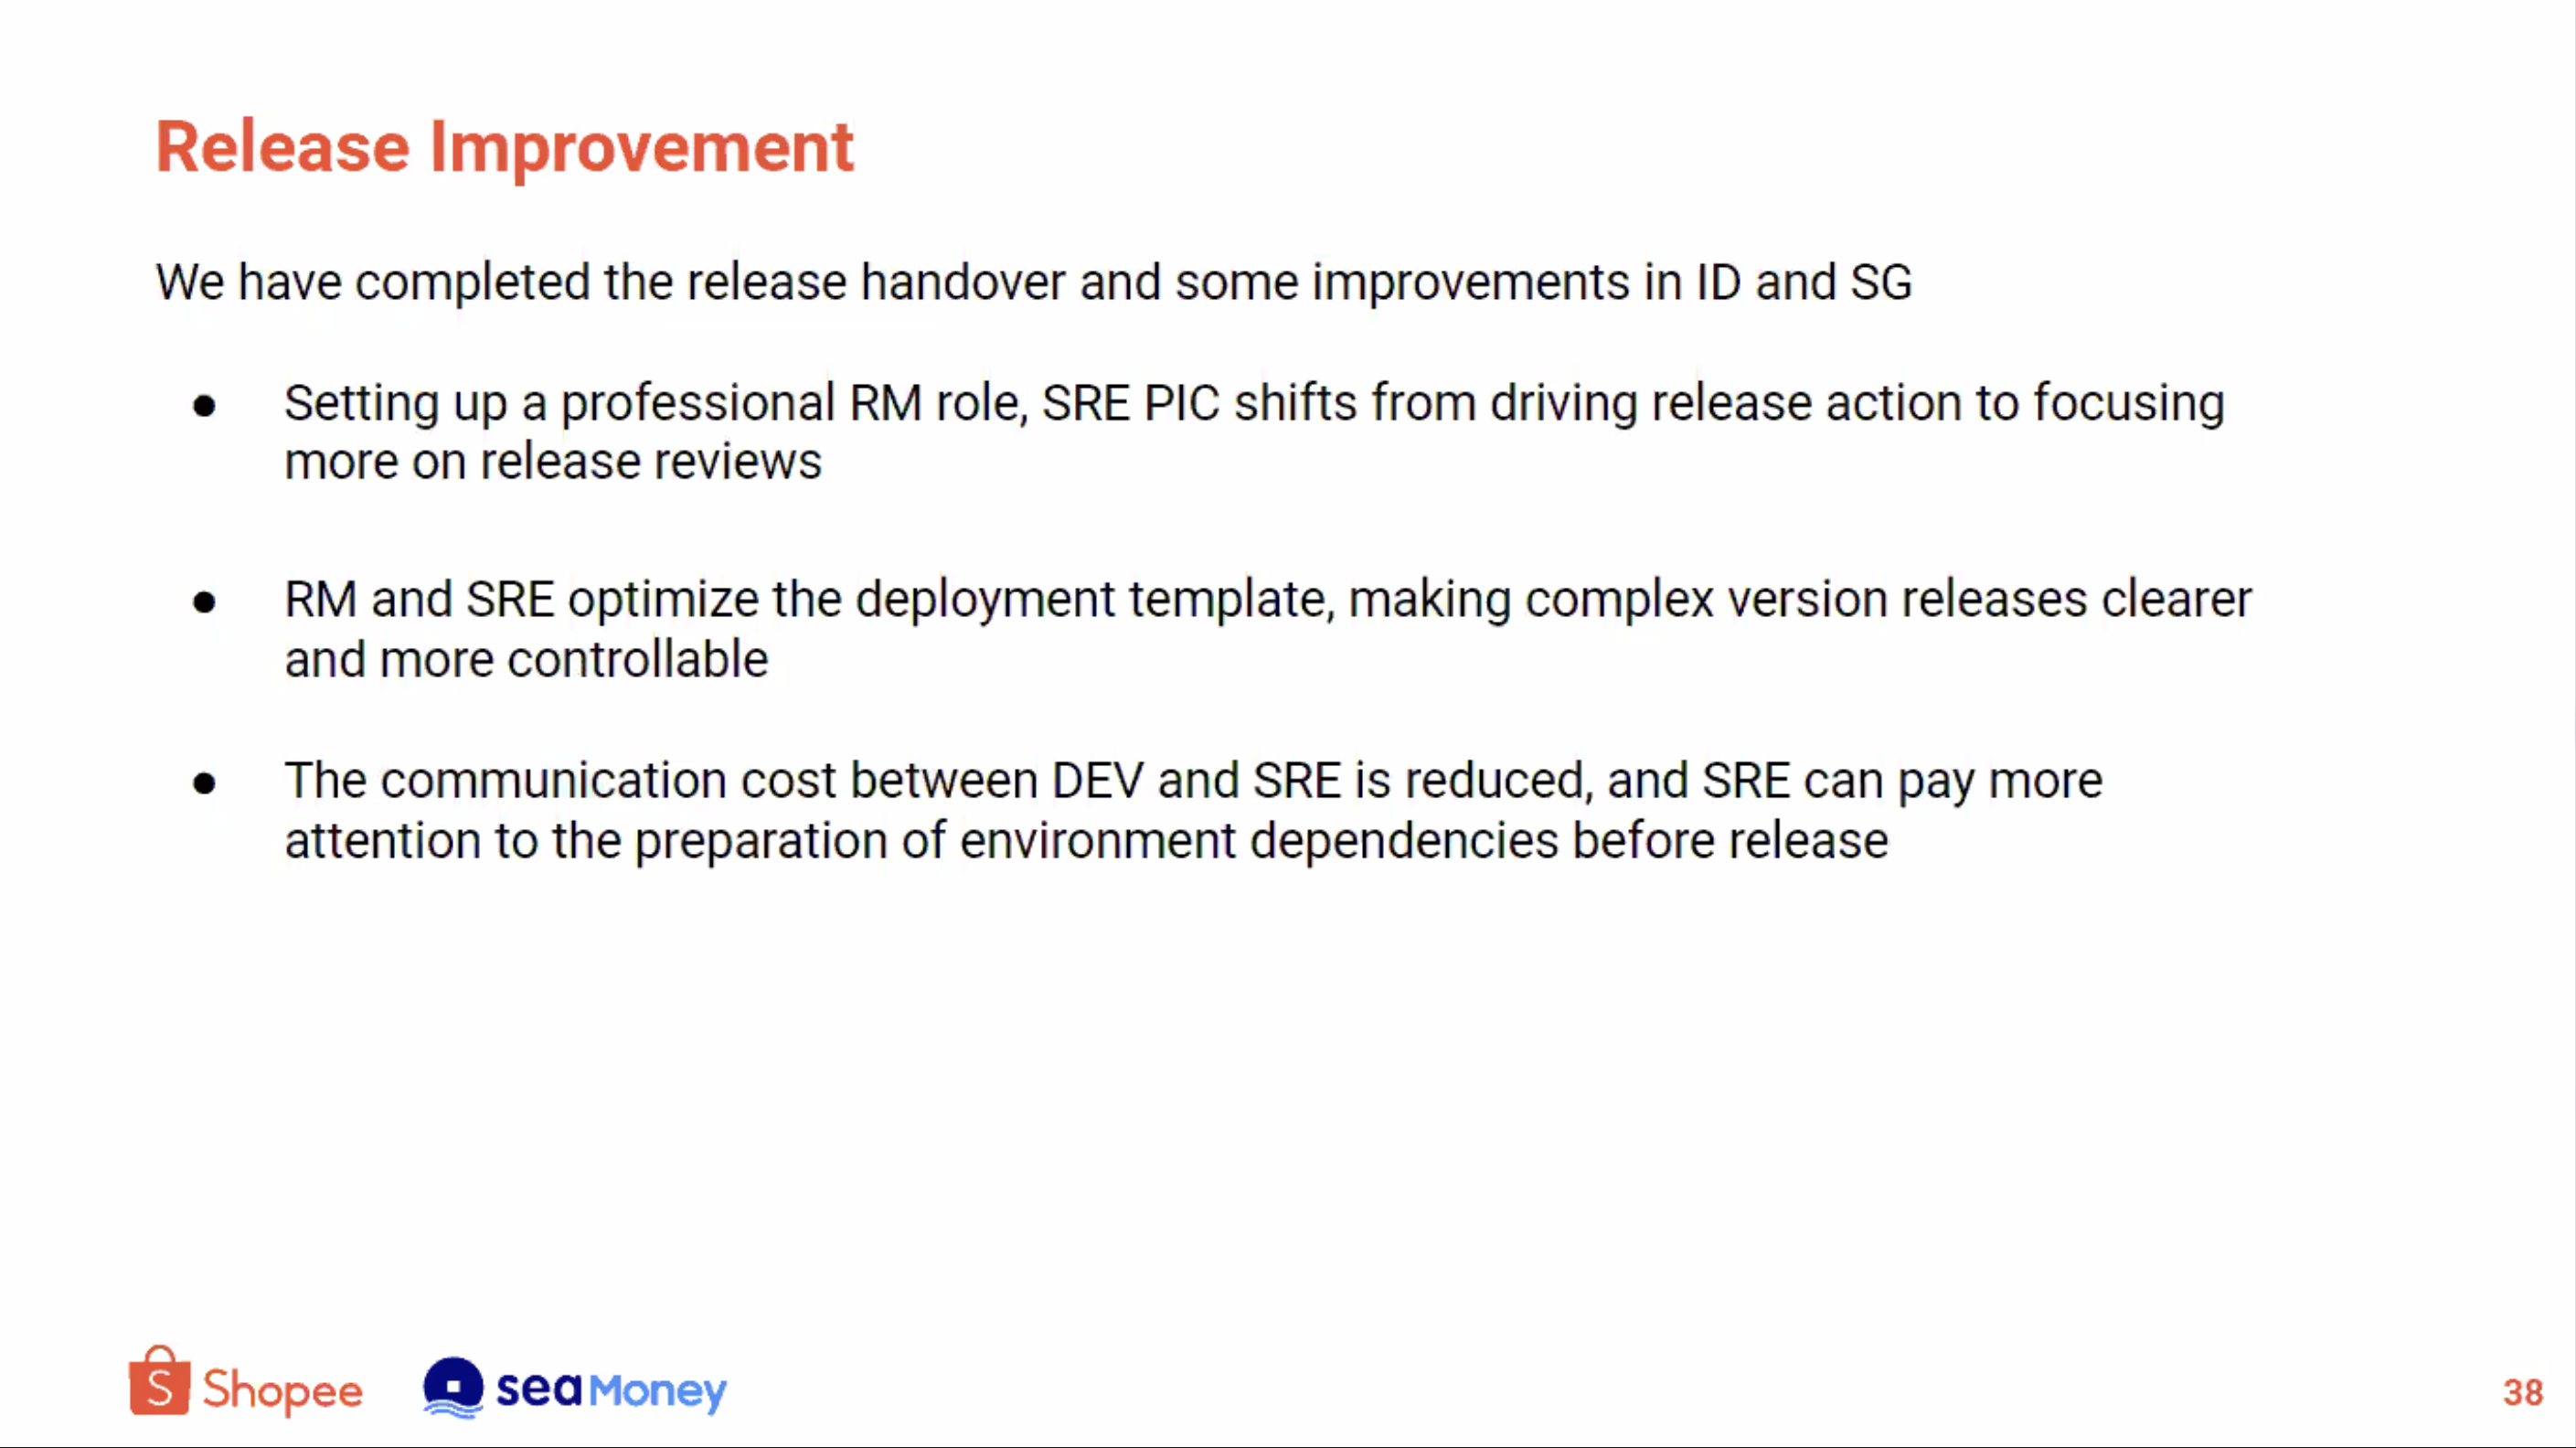 Release Improvement
We have completed the release handover and some improvements in ID and SG
● Setting up a professional RM role, SRE PIC shifts from driving release action to focusing
more on release reviews
● RM and SRE optimize the deployment template, making complex version releases clearer
and more controllable
● The communication cost between DEV and SRE is reduced, and SRE can pay more
attention to the preparation of environment dependencies before release
S Shopee
sea Money
38